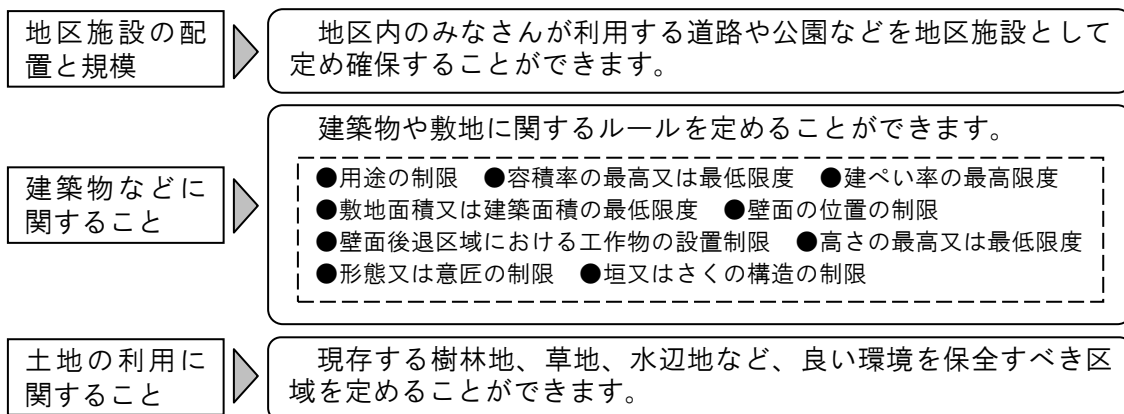 地区施設の配
置と規模
地区内のみなさんが利用する道路や公園などを地区施設として
定め確保することができます。
建築物などに
関すること
建築物や敷地に関するルールを定めることができます。
●用途の制限 ●容積率の最高又は最低限度 ●建ぺい率の最高限度
●敷地面積又は建築面積の最低限度 ●壁面の位置の制限
●壁面後退区域における工作物の設置制限 ●高さの最高又は最低限度
●形態又は意匠の制限 ●垣又はさくの構造の制限
土地の利用に
関すること
現存する樹林地、草地、水辺地など、良い環境を保全すべき区
域を定めることができます。